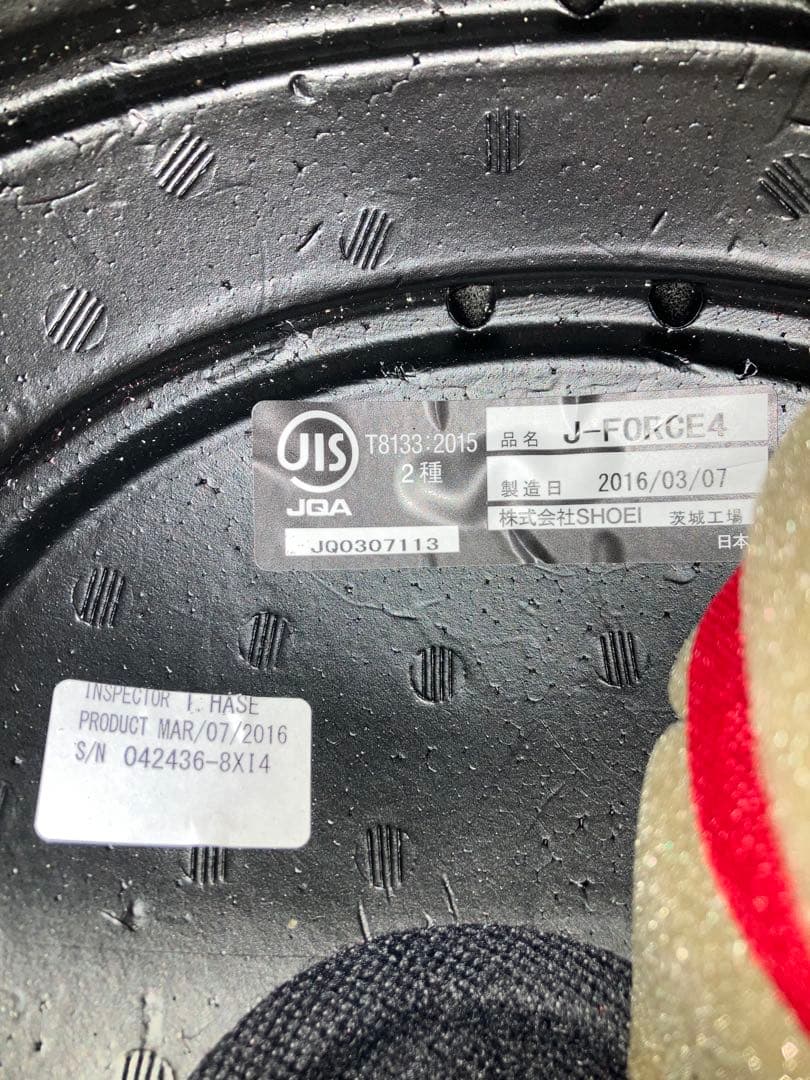 JIS
JQA
T8133:2015
2種
JQ0307113
品名 J-FORCE4
製造日 2016/03/07
株式会社SHOEI 茨城工場
日本
INSPECTOR T. HASE
PRODUCT MAR/07/2016
S/N 042436-8XI4